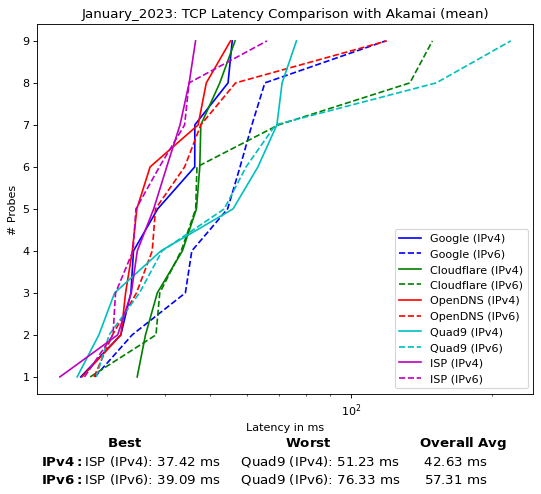 January_2023: TCP Latency Comparison with Akamai (mean)
9
8
7
6
5
4
3
2
1
# Probes
Google (IPv4)
Google (IPv6)
Cloudflare (IPv4)
Cloudflare (IPv6)
OpenDNS (IPv4)
OpenDNS (IPv6)
Quad9 (IPv4)
Quad9 (IPv6)
ISP (IPv4)
ISP (IPv6)
10²
Latency in ms
Best Worst Overall Avg
IPv4: ISP (IPv4): 37.42 ms Quad9 (IPv4): 51.23 ms 42.63 ms
IPv6: ISP (IPv6): 39.09 ms Quad9 (IPv6): 76.33 ms 57.31 ms